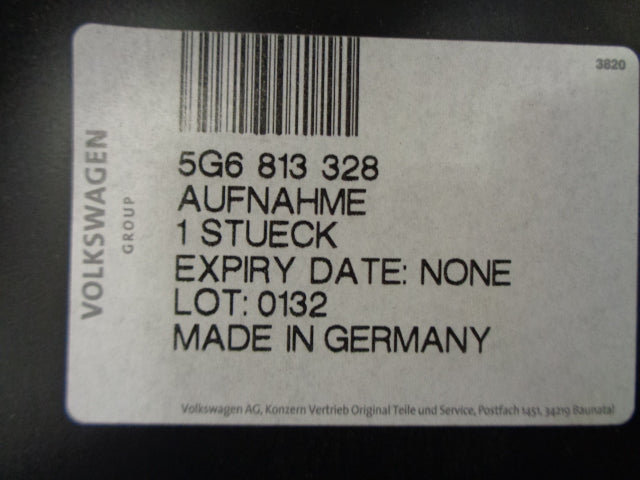 3820
5G6 813 328
AUFNAHME
1 STUECK
EXPIRY DATE: NONE
LOT: 0132
MADE IN GERMANY
VOLKSWAGEN
GROUP
Volkswagen AG, Konzern Vertrieb Original Teile und Service, Postfach 1451, 34219 Baunatal